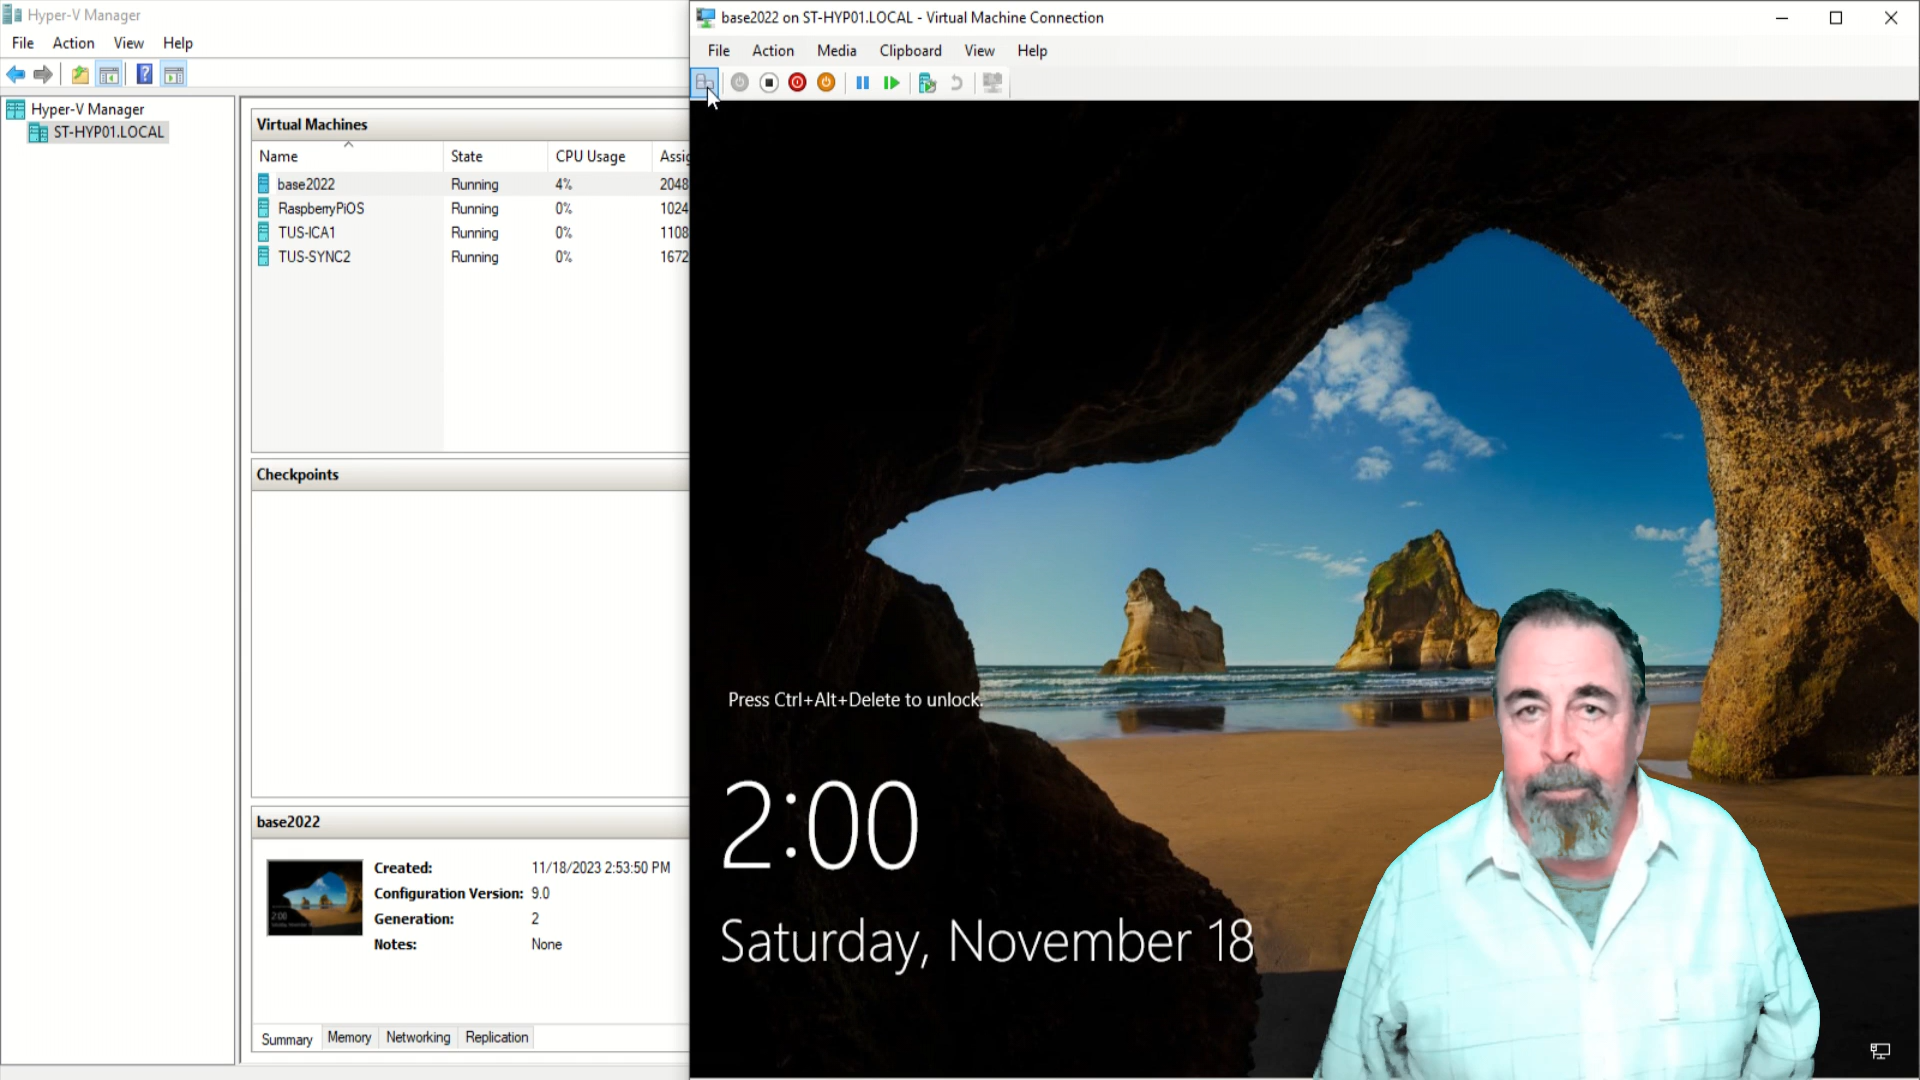 Hyper-V Manager
File Action View Help
Hyper-V Manager
ST-HYP01.LOCAL
Virtual Machines
Name State CPU Usage Assig
base2022 Running 4% 2048
RaspberryPiOS Running 0% 1024
TUS-ICA1 Running 0% 1108
TUS-SYNC2 Running 0% 1672
Checkpoints
base2022
Created: 11/18/2023 2:53:50 PM
Configuration Version: 9.0
Generation: 2
Notes: None
2:00
Summary Memory Networking Replication
base2022 on ST-HYP01.LOCAL - Virtual Machine Connection
File Action Media Clipboard View Help
Press Ctrl+Alt+Delete to unlock.
2:00
Saturday, November 18